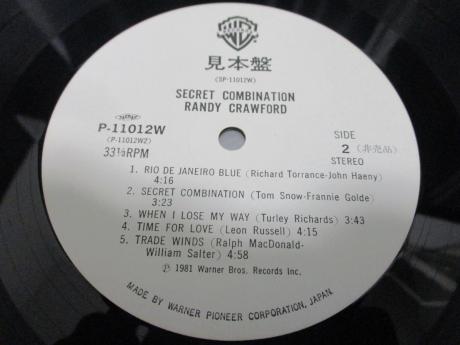 見本盤
(SP-11012W)
SECRET COMBINATION
RANDY CRAWFORD
P-11012W
(P-11012WZ)
33⅓RPM
SIDE
2 (非売品)
STEREO
1. RIO DE JANEIRO BLUE (Richard Torrance-John Haeny)
4:16
2. SECRET COMBINATION (Tom Snow-Frannie Golde)
3:23
3. WHEN I LOSE MY WAY (Turley Richards) 3:43
4. TIME FOR LOVE (Leon Russell) 4:15
5. TRADE WINDS (Ralph MacDonald-
William Salter) 4:58
℗ 1981 Warner Bros. Records Inc.
MADE BY WARNER PIONEER CORPORATION, JAPAN.